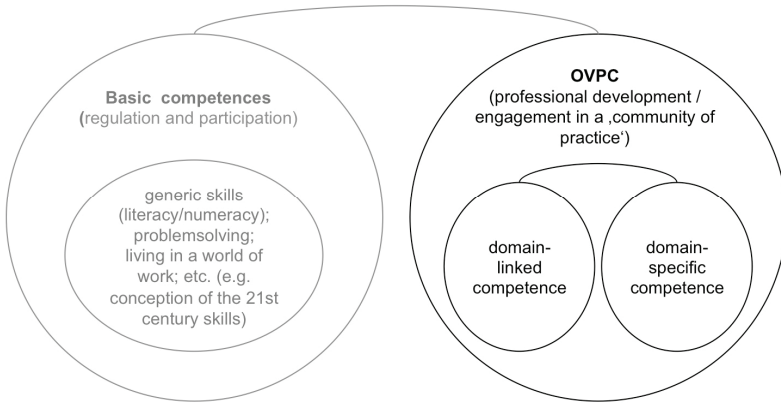 Basic competences
(regulation and participation)
generic skills
(literacy/numeracy);
problemsolving;
living in a world of
work; etc. (e.g.
conception of the 21st
century skills)
OVPC
(professional development /
engagement in a ‚community of
practice‘)
domain-
linked
competence
domain-
specific
competence